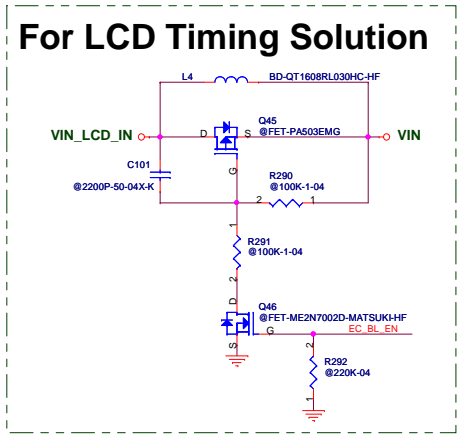 For LCD Timing Solution
L4 BD-QT1608RL030HC-HF
Q45
@FET-PA503EMG
VIN_LCD_IN D S VIN
G
C101
@2200P-50-04X-K
R290
@100K-1-04
2 1
1
R291
@100K-1-04
2
D
Q46
@FET-ME2N7002D-MATSUKI-HF
G EC_BL_EN
S
2
R292
@220K-04
1